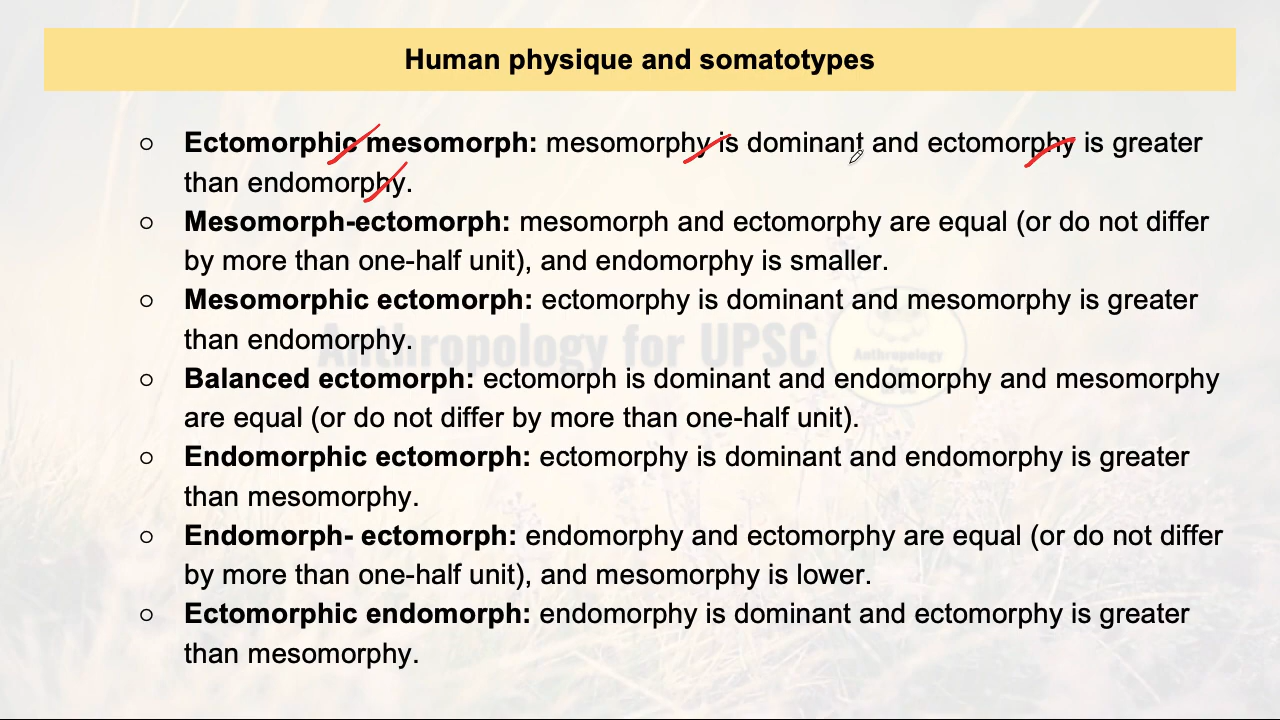 Human physique and somatotypes
○ Ectomorphic mesomorph: mesomorphy is dominant and ectomorphy is greater
than endomorphy.
○ Mesomorph-ectomorph: mesomorph and ectomorphy are equal (or do not differ
by more than one-half unit), and endomorphy is smaller.
○ Mesomorphic ectomorph: ectomorphy is dominant and mesomorphy is greater
than endomorphy.
Anthropology for UPSC
Anthropology
○ Balanced ectomorph: ectomorph is dominant and endomorphy and mesomorphy
are equal (or do not differ by more than one-half unit).
○ Endomorphic ectomorph: ectomorphy is dominant and endomorphy is greater
than mesomorphy.
○ Endomorph- ectomorph: endomorphy and ectomorphy are equal (or do not differ
by more than one-half unit), and mesomorphy is lower.
○ Ectomorphic endomorph: endomorphy is dominant and ectomorphy is greater
than mesomorphy.